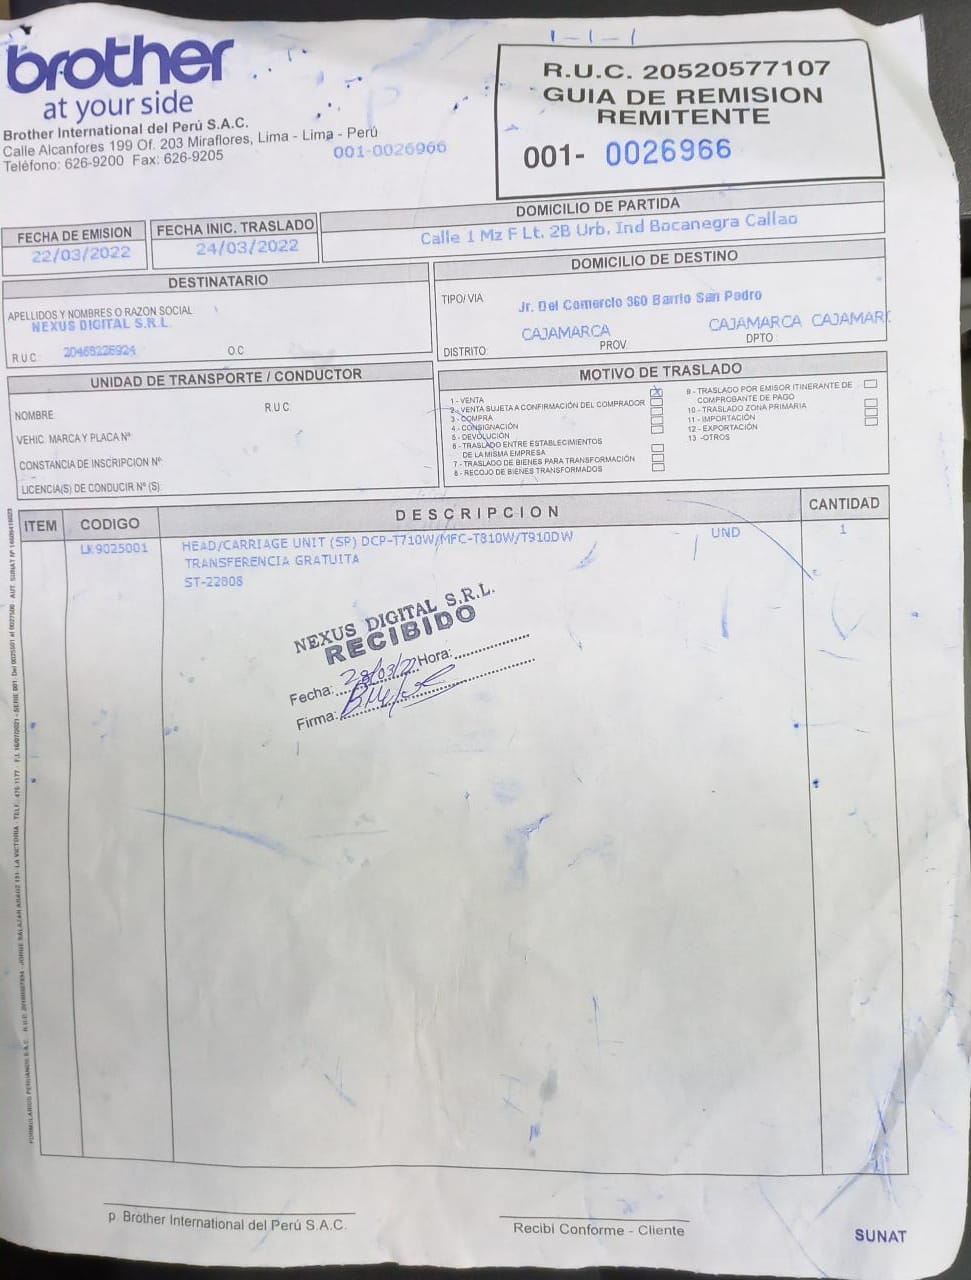 brother
at your side
Brother International del Perú S.A.C.
Calle Alcanfores 199 Of. 203 Miraflores, Lima - Lima - Perú
Teléfono: 626-9200 Fax: 626-9205
001-0026966
R.U.C. 20520577107
GUIA DE REMISION
REMITENTE
001- 0026966
FECHA DE EMISION
22/03/2022
FECHA INIC. TRASLADO
24/03/2022
DOMICILIO DE PARTIDA
Calle 1 Mz F Lt. 2B Urb. Ind Bocanegra Callao
DESTINATARIO
APELLIDOS Y NOMBRES O RAZON SOCIAL
NEXUS DIGITAL S.R.L.
R.U.C. 20453226924
O.C
DOMICILIO DE DESTINO
TIPO/ VIA
Jr. Del Comercio 360 Barrio San Pedro
CAJAMARCA CAJAMARCA CAJAMARC
DISTRITO: PROV. DPTO
UNIDAD DE TRANSPORTE / CONDUCTOR
NOMBRE R.U.C.
VEHIC. MARCA Y PLACA Nº
CONSTANCIA DE INSCRIPCION Nº
LICENCIA(S) DE CONDUCIR Nº (S)
MOTIVO DE TRASLADO
1 - VENTA
2 - VENTA SUJETA A CONFIRMACIÓN DEL COMPRADOR
3 - COMPRA
4 - CONSIGNACIÓN
5 - DEVOLUCIÓN
6 - TRASLADO ENTRE ESTABLECIMIENTOS
DE LA MISMA EMPRESA
7 - TRASLADO DE BIENES PARA TRANSFORMACIÓN
8 - RECOJO DE BIENES TRANSFORMADOS
9 - TRASLADO POR EMISOR ITINERANTE DE
COMPROBANTE DE PAGO
10 - TRASLADO ZONA PRIMARIA
11 - IMPORTACIÓN
12 - EXPORTACIÓN
13 -OTROS
ITEM CODIGO DESCRIPCION CANTIDAD
LK9025001 HEAD/CARRIAGE UNIT (SP) DCP-T710W/MFC-T810W/T910DW UND 1
TRANSFERENCIA GRATUITA
ST-22808
NEXUS DIGITAL S.R.L.
RECIBIDO
Fecha: 28/03/22 Hora:
Firma:
p. Brother International del Perú S.A.C.
Recibí Conforme - Cliente
SUNAT